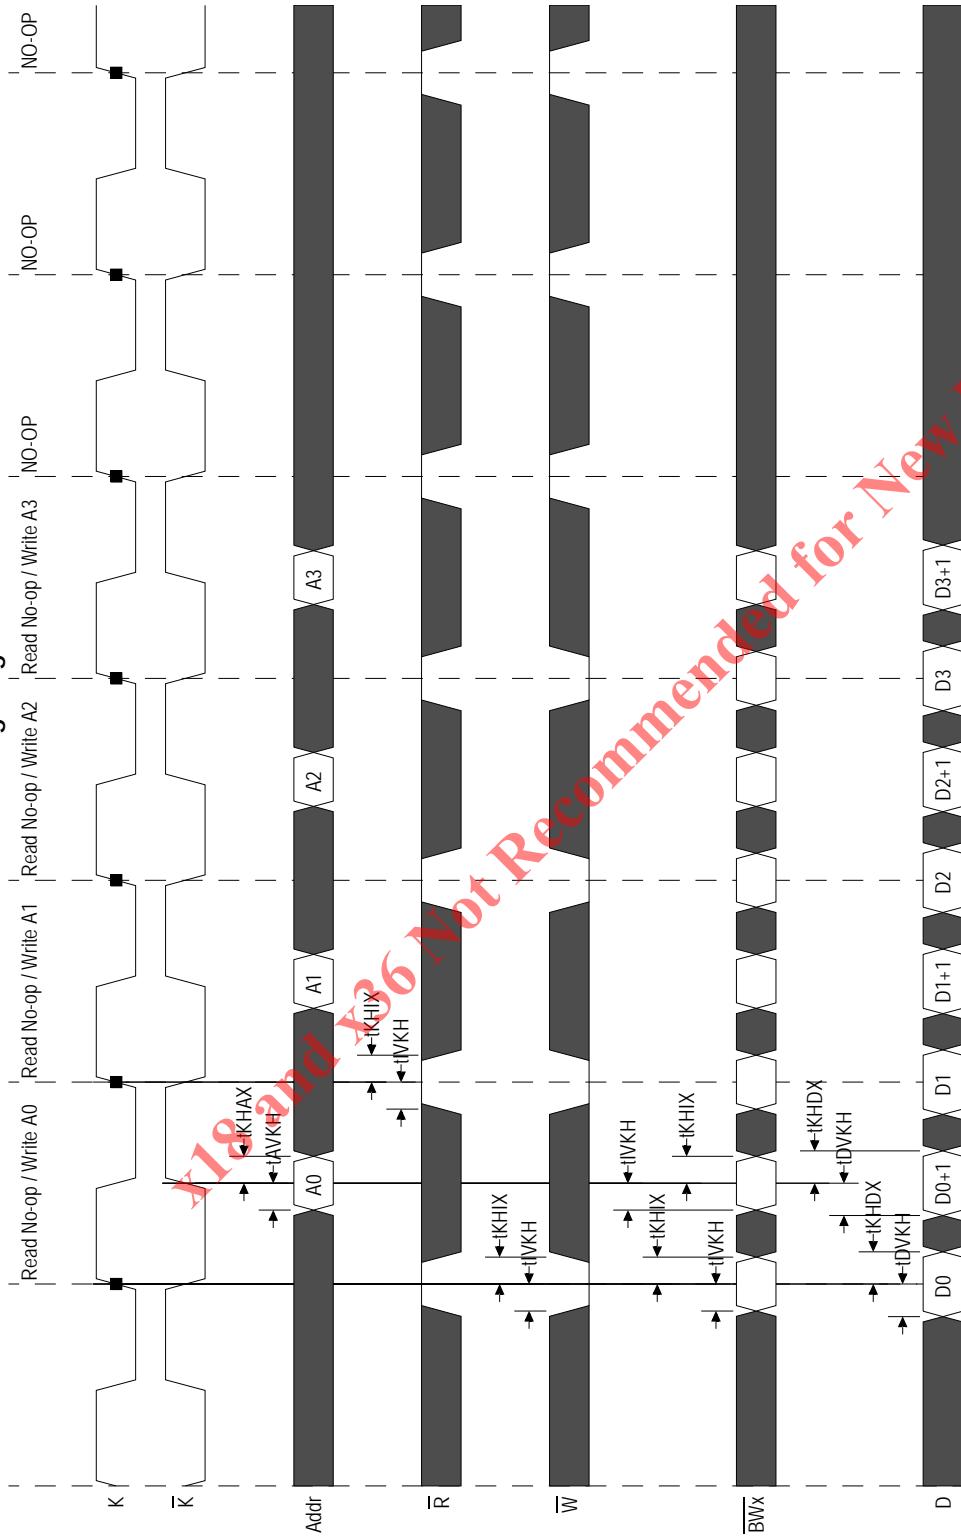 Read No-op / Write A0
Read No-op / Write A1
Read No-op / Write A2
Read No-op / Write A3
NO-OP
NO-OP
NO-OP
K
K
Addr
A0
A1
A2
A3
tKHAX
tAVKH
R
tKHIX
tIVKH
W
tKHIX
tIVKH
BWx
tKHIX
tIVKH
tIVKH
tKHIX
D
D0
D0+1
D1
D1+1
D2
D2+1
D3
D3+1
tKHDX
tDVKH
tKHDX
tDVKH
x18 and x36 Not Recommended for New